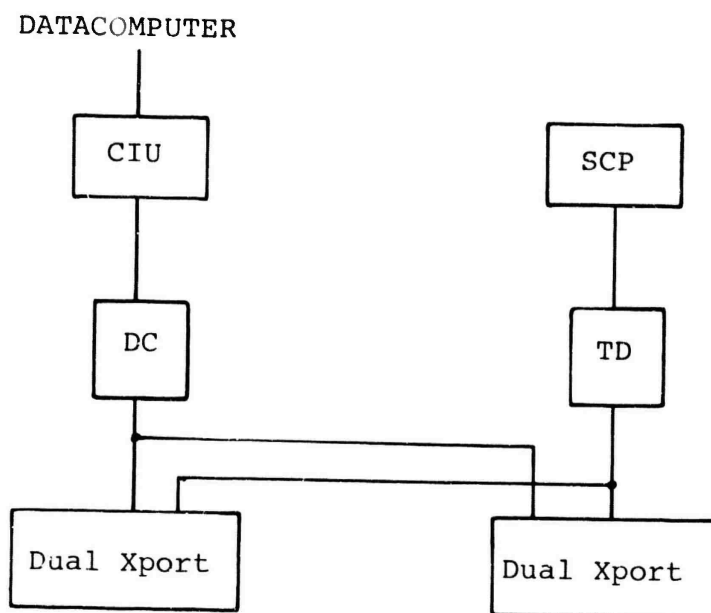 DATACOMPUTER
CIU
SCP
DC
TD
Dual Xport
Dual Xport